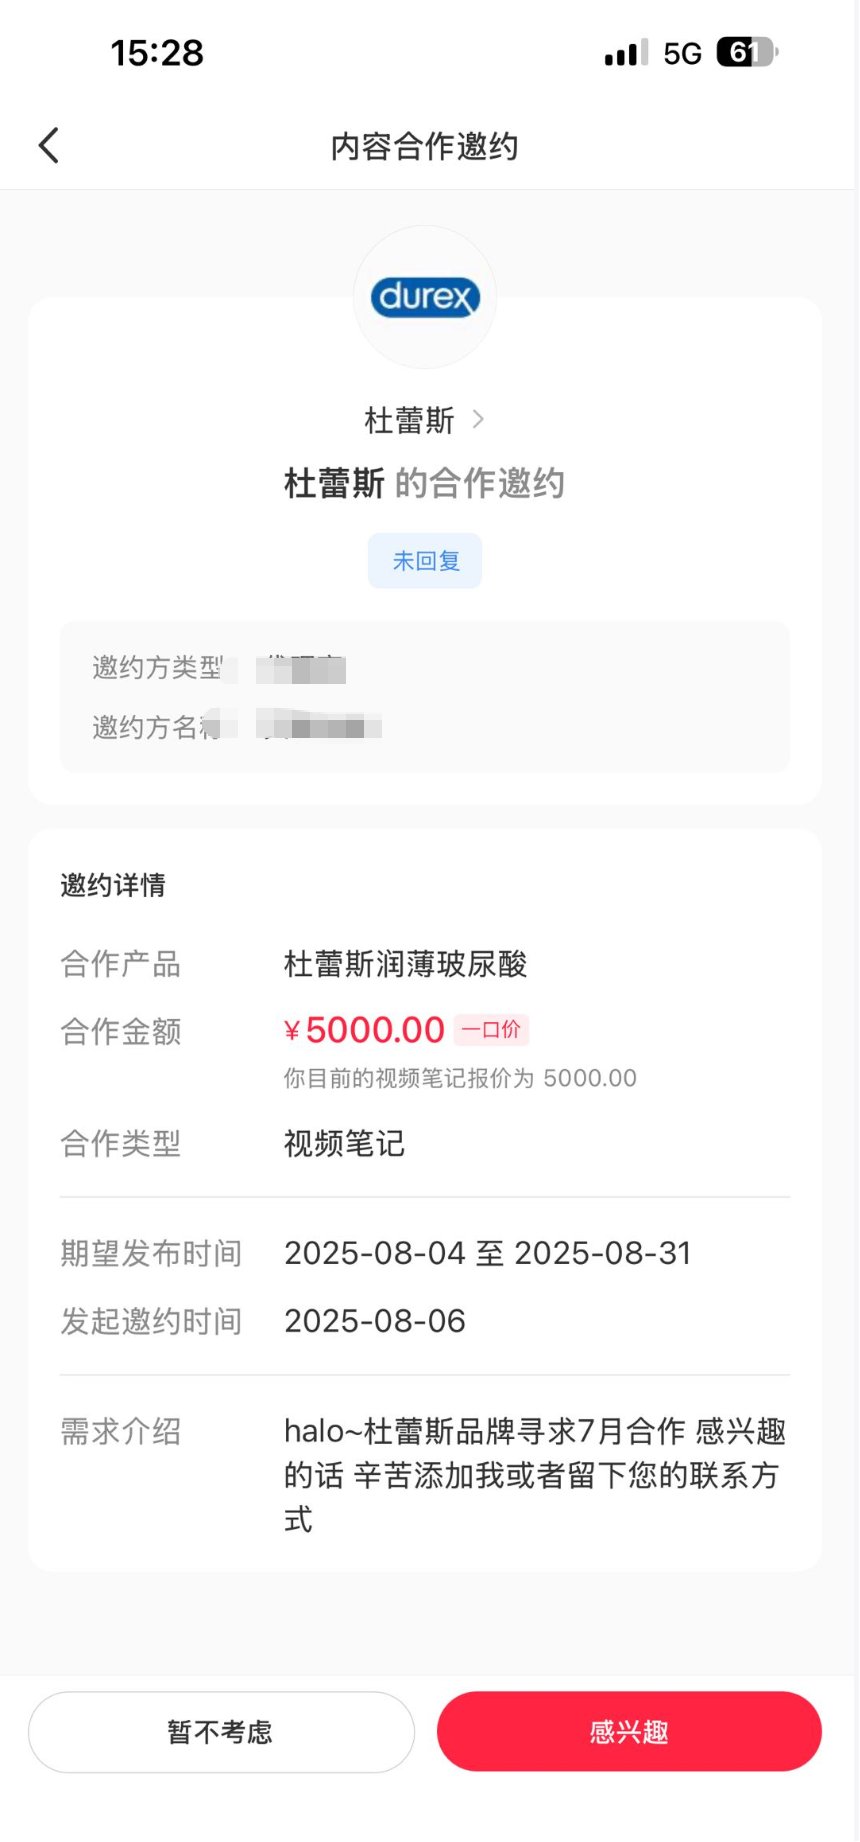 15:28
5G 61
内容合作邀约
durex
杜蕾斯
杜蕾斯 的合作邀约
未回复
邀约方类型
邀约方名称
邀约详情
合作产品 杜蕾斯润薄玻尿酸
合作金额 ¥5000.00 一口价
你目前的视频笔记报价为 5000.00
合作类型 视频笔记
期望发布时间 2025-08-04 至 2025-08-31
发起邀约时间 2025-08-06
需求介绍 halo~杜蕾斯品牌寻求7月合作 感兴趣
的话 辛苦添加我或者留下您的联系方
式
暂不考虑 感兴趣